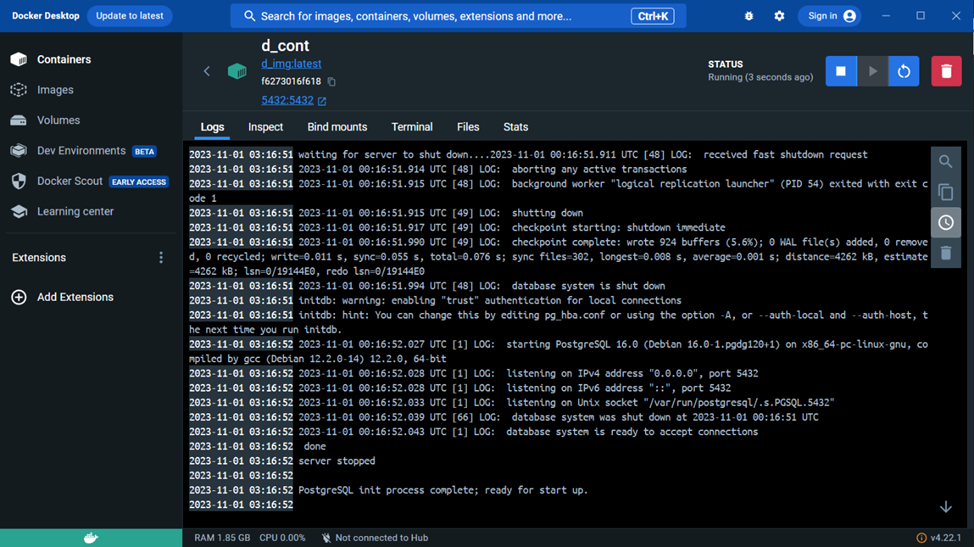 Docker Desktop Update to latest Search for images, containers, volumes, extensions and more... Ctrl+K Sign in
Containers
Images
Volumes
Dev Environments BETA
Docker Scout EARLY ACCESS
Learning center
Extensions
Add Extensions
d_cont
d_img:latest
f6273016f618
5432:5432
STATUS
Running (3 seconds ago)
Logs Inspect Bind mounts Terminal Files Stats
2023-11-01 03:16:51 waiting for server to shut down....2023-11-01 00:16:51.911 UTC [48] LOG:  received fast shutdown request
2023-11-01 03:16:51 2023-11-01 00:16:51.914 UTC [48] LOG:  aborting any active transactions
2023-11-01 03:16:51 2023-11-01 00:16:51.915 UTC [48] LOG:  background worker "logical replication launcher" (PID 54) exited with exit c
ode 1
2023-11-01 03:16:51 2023-11-01 00:16:51.915 UTC [49] LOG:  shutting down
2023-11-01 03:16:51 2023-11-01 00:16:51.917 UTC [49] LOG:  checkpoint starting: shutdown immediate
2023-11-01 03:16:51 2023-11-01 00:16:51.990 UTC [49] LOG:  checkpoint complete: wrote 924 buffers (5.6%); 0 WAL file(s) added, 0 remove
d, 0 recycled; write=0.011 s, sync=0.055 s, total=0.076 s; sync files=302, longest=0.008 s, average=0.001 s; distance=4262 kB, estimate
=4262 kB; lsn=0/19144E0, redo lsn=0/19144E0
2023-11-01 03:16:51 2023-11-01 00:16:51.994 UTC [48] LOG:  database system is shut down
2023-11-01 03:16:51 initdb: warning: enabling "trust" authentication for local connections
2023-11-01 03:16:51 initdb: hint: You can change this by editing pg_hba.conf or using the option -A, or --auth-local and --auth-host, t
he next time you run initdb.
2023-11-01 03:16:52 2023-11-01 00:16:52.027 UTC [1] LOG:  starting PostgreSQL 16.0 (Debian 16.0-1.pgdg120+1) on x86_64-pc-linux-gnu, co
mpiled by gcc (Debian 12.2.0-14) 12.2.0, 64-bit
2023-11-01 03:16:52 2023-11-01 00:16:52.028 UTC [1] LOG:  listening on IPv4 address "0.0.0.0", port 5432
2023-11-01 03:16:52 2023-11-01 00:16:52.028 UTC [1] LOG:  listening on IPv6 address "::", port 5432
2023-11-01 03:16:52 2023-11-01 00:16:52.033 UTC [1] LOG:  listening on Unix socket "/var/run/postgresql/.s.PGSQL.5432"
2023-11-01 03:16:52 2023-11-01 00:16:52.039 UTC [66] LOG:  database system was shut down at 2023-11-01 00:16:51 UTC
2023-11-01 03:16:52 2023-11-01 00:16:52.043 UTC [1] LOG:  database system is ready to accept connections
2023-11-01 03:16:52  done
2023-11-01 03:16:52 server stopped
2023-11-01 03:16:52
2023-11-01 03:16:52 PostgreSQL init process complete; ready for start up.
2023-11-01 03:16:52
RAM 1.85 GB CPU 0.00% Not connected to Hub v4.22.1